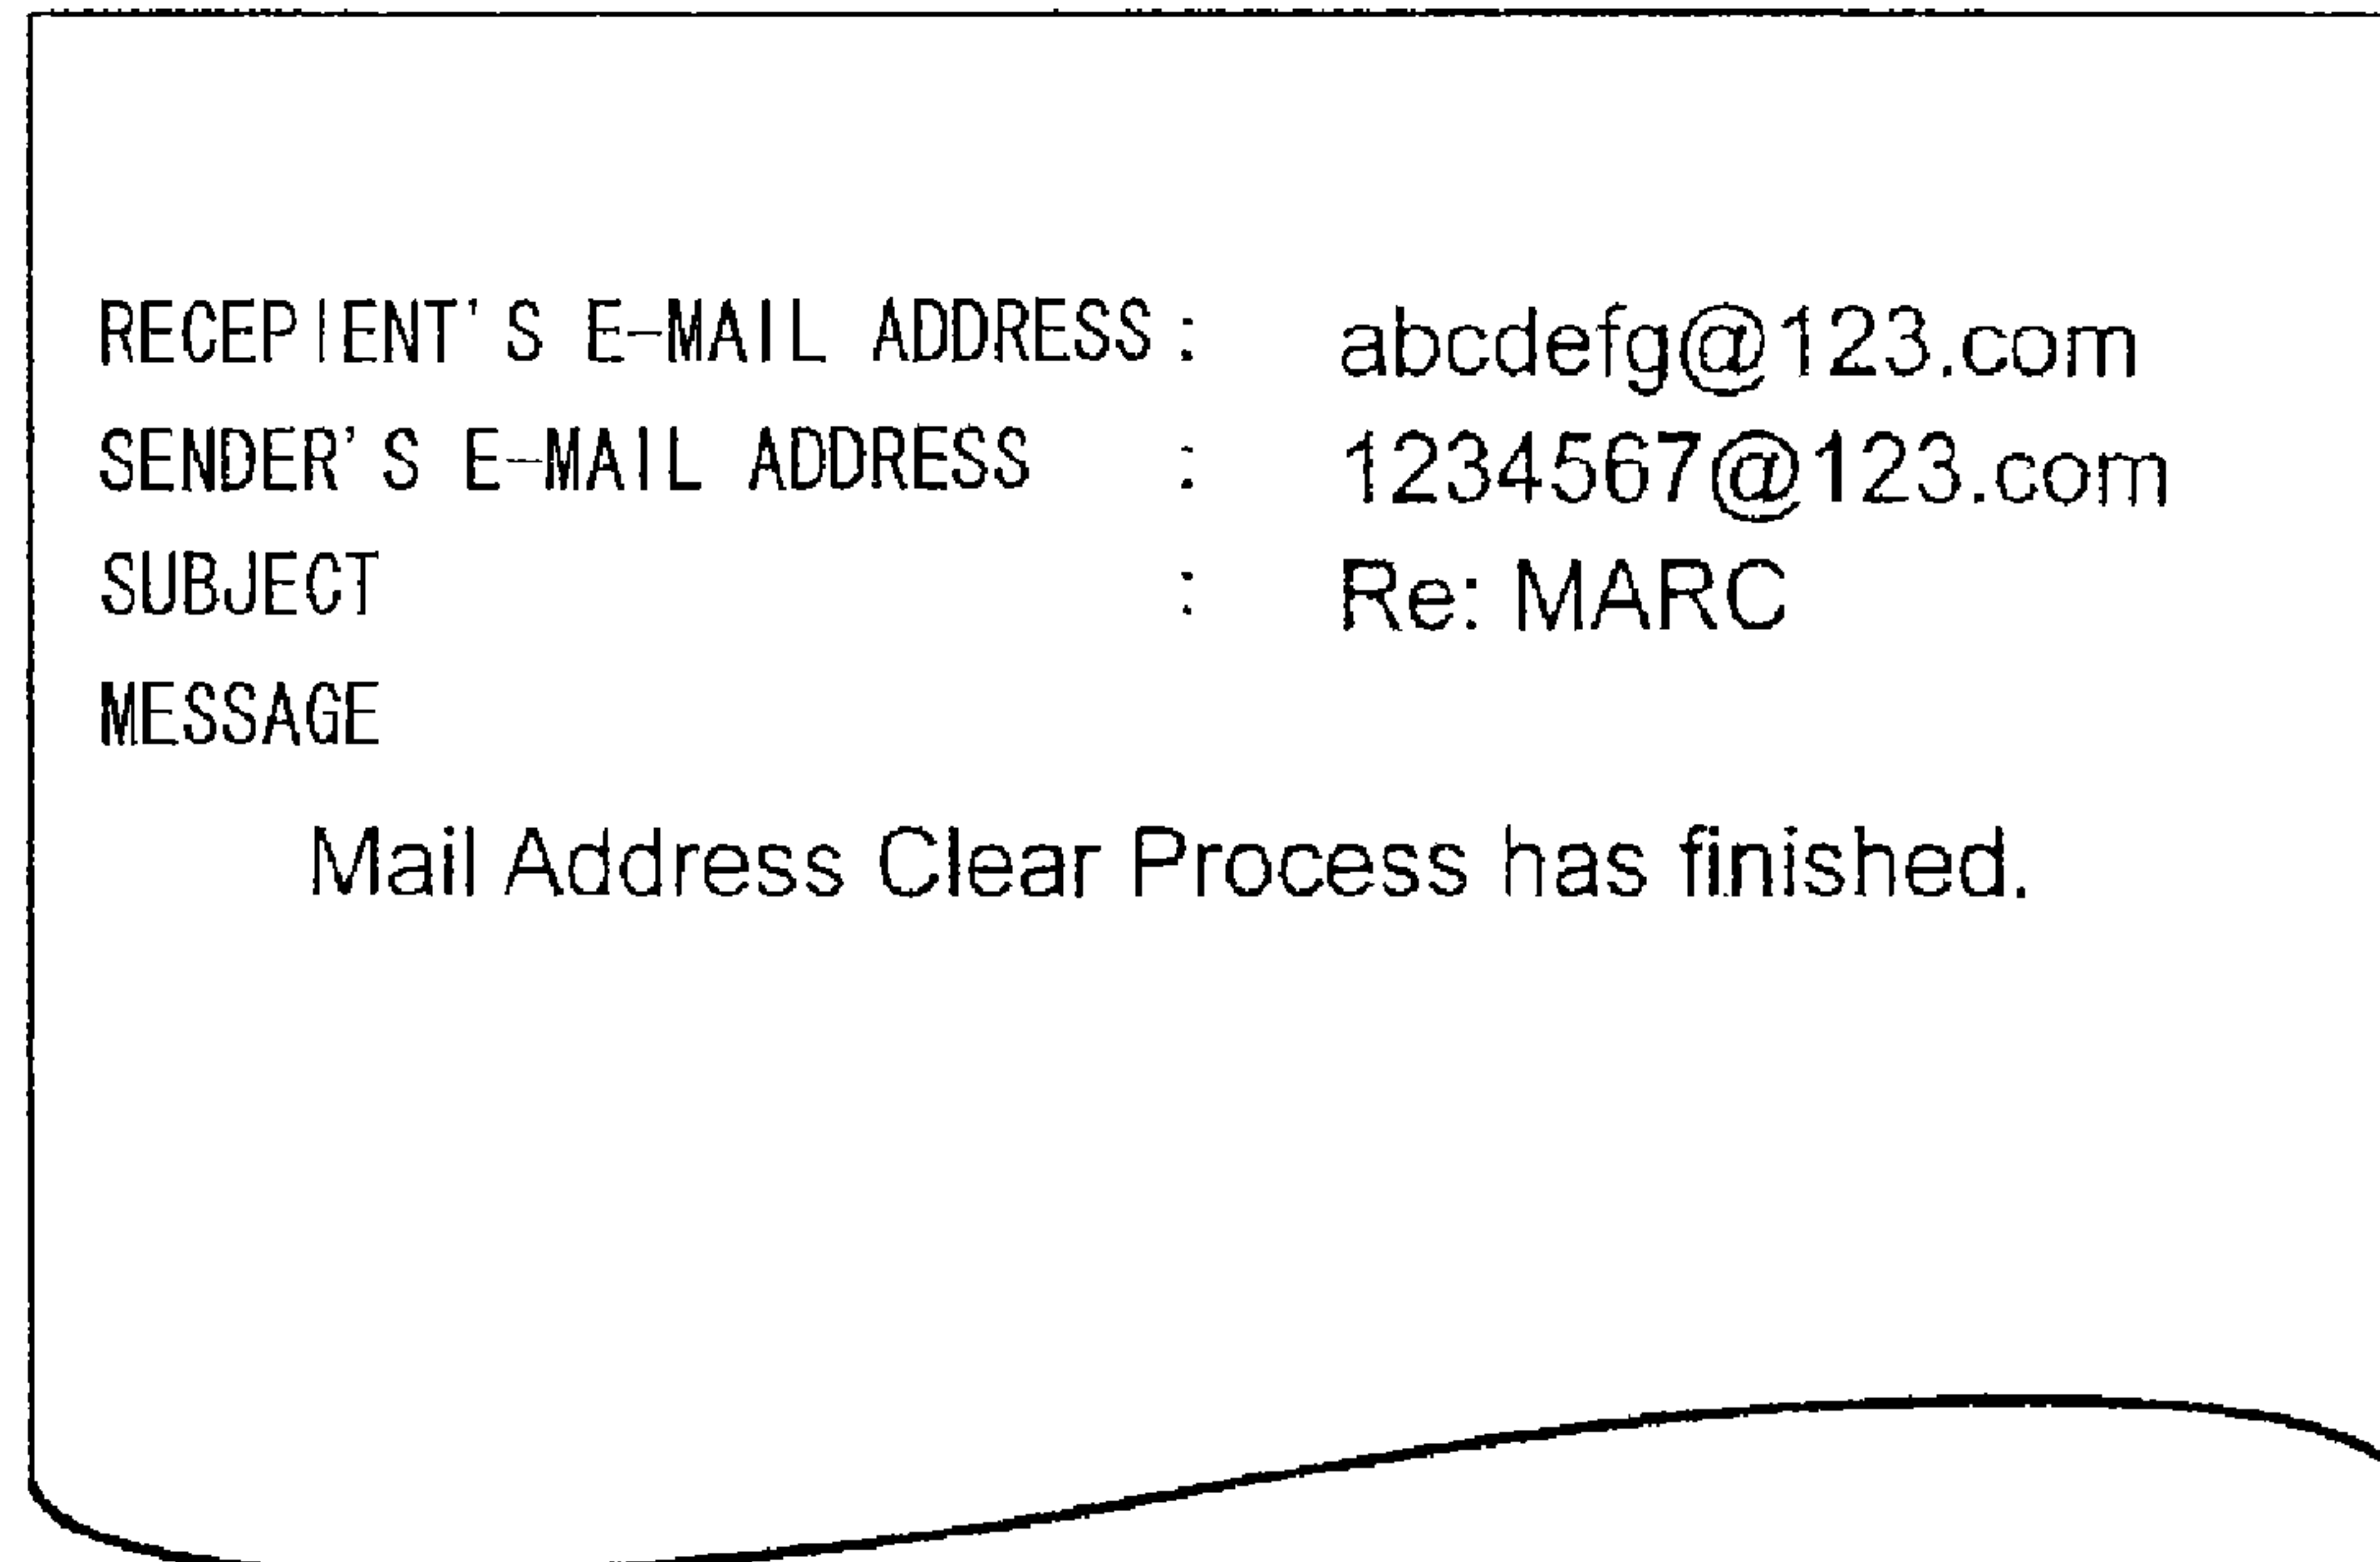 RECEPIENT'S E-MAIL ADDRESS: abcdefg@123.com
SENDER'S E-MAIL ADDRESS : 1234567@123.com
SUBJECT : Re: MARC
MESSAGE
Mail Address Clear Process has finished.